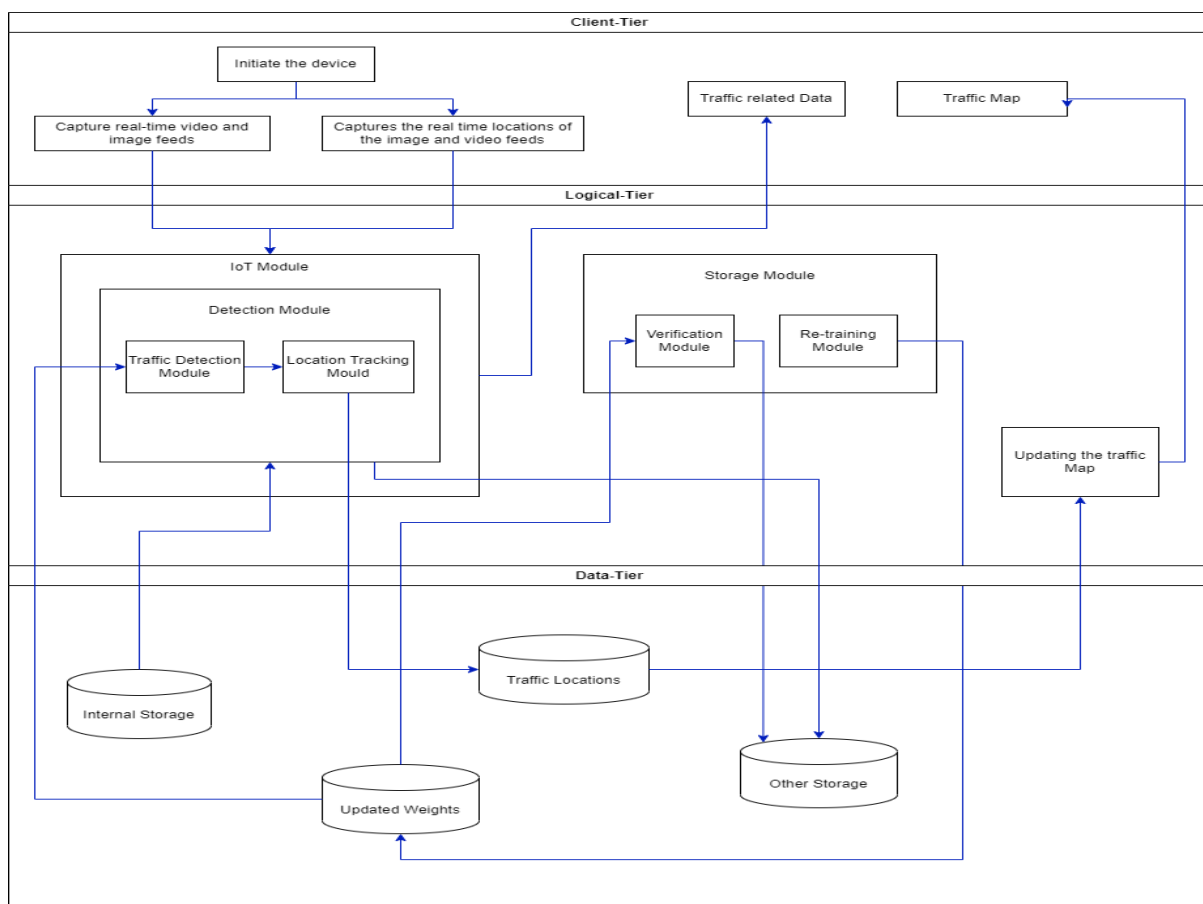 Client-Tier
Initiate the device
Traffic related Data
Traffic Map
Capture real-time video and
image feeds
Captures the real time locations of
the image and video feeds
Logical-Tier
IoT Module
Storage Module
Detection Module
Traffic Detection
Module
Location Tracking
Mould
Verification
Module
Re-training
Module
Updating the traffic
Map
Data-Tier
Traffic Locations
Internal Storage
Other Storage
Updated Weights